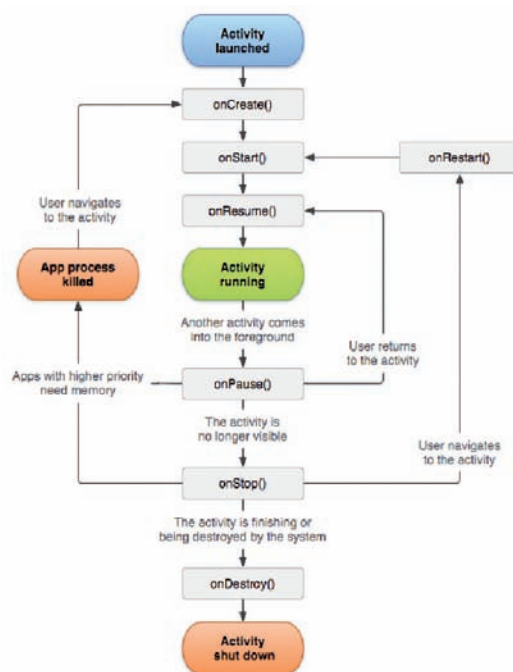 Activity
launched
onCreate()
onStart()
onRestart()
User navigates
to the activity
onResume()
App process
killed
Activity
running
Another activity comes
into the foreground
User returns
to the activity
Apps with higher priority
need memory
onPause()
The activity is
no longer visible
User navigates
to the activity
onStop()
The activity is finishing or
being destroyed by the system
onDestroy()
Activity
shut down